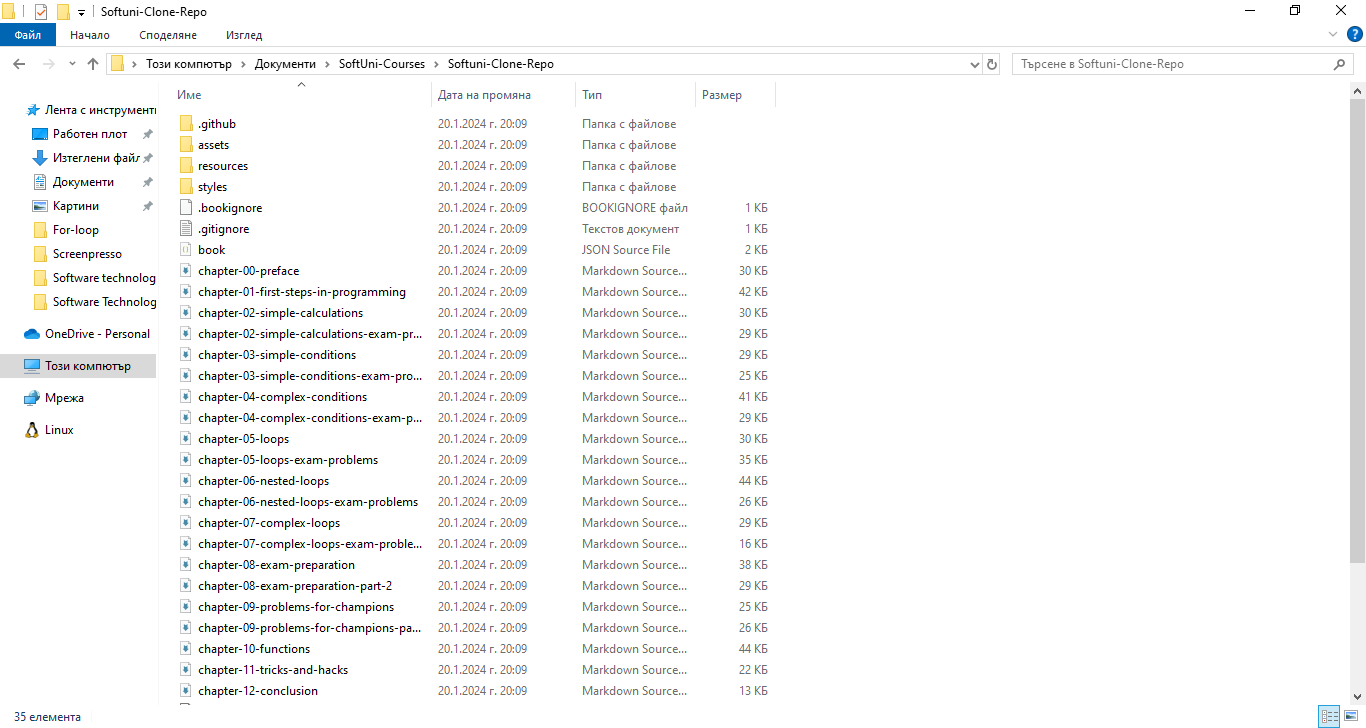 Softuni-Clone-Repo
Файл Начало Споделяне Изглед
Този компютър Документи SoftUni-Courses Softuni-Clone-Repo Търсене в Softuni-Clone-Repo
Име Дата на промяна Тип Размер
Лента с инструменти
Работен плот
Изтеглени файл
Документи
Картини
For-loop
Screenpresso
Software technolog
Software Technolog
OneDrive - Personal
Този компютър
Мрежа
Linux
.github 20.1.2024 г. 20:09 Папка с файлове
assets 20.1.2024 г. 20:09 Папка с файлове
resources 20.1.2024 г. 20:09 Папка с файлове
styles 20.1.2024 г. 20:09 Папка с файлове
.bookignore 20.1.2024 г. 20:09 BOOKIGNORE файл 1 КБ
.gitignore 20.1.2024 г. 20:09 Текстов документ 1 КБ
book 20.1.2024 г. 20:09 JSON Source File 2 КБ
chapter-00-preface 20.1.2024 г. 20:09 Markdown Source... 30 КБ
chapter-01-first-steps-in-programming 20.1.2024 г. 20:09 Markdown Source... 42 КБ
chapter-02-simple-calculations 20.1.2024 г. 20:09 Markdown Source... 30 КБ
chapter-02-simple-calculations-exam-pr... 20.1.2024 г. 20:09 Markdown Source... 29 КБ
chapter-03-simple-conditions 20.1.2024 г. 20:09 Markdown Source... 29 КБ
chapter-03-simple-conditions-exam-pro... 20.1.2024 г. 20:09 Markdown Source... 25 КБ
chapter-04-complex-conditions 20.1.2024 г. 20:09 Markdown Source... 41 КБ
chapter-04-complex-conditions-exam-p... 20.1.2024 г. 20:09 Markdown Source... 29 КБ
chapter-05-loops 20.1.2024 г. 20:09 Markdown Source... 30 КБ
chapter-05-loops-exam-problems 20.1.2024 г. 20:09 Markdown Source... 35 КБ
chapter-06-nested-loops 20.1.2024 г. 20:09 Markdown Source... 44 КБ
chapter-06-nested-loops-exam-problems 20.1.2024 г. 20:09 Markdown Source... 26 КБ
chapter-07-complex-loops 20.1.2024 г. 20:09 Markdown Source... 29 КБ
chapter-07-complex-loops-exam-proble... 20.1.2024 г. 20:09 Markdown Source... 16 КБ
chapter-08-exam-preparation 20.1.2024 г. 20:09 Markdown Source... 38 КБ
chapter-08-exam-preparation-part-2 20.1.2024 г. 20:09 Markdown Source... 29 КБ
chapter-09-problems-for-champions 20.1.2024 г. 20:09 Markdown Source... 25 КБ
chapter-09-problems-for-champions-pa... 20.1.2024 г. 20:09 Markdown Source... 26 КБ
chapter-10-functions 20.1.2024 г. 20:09 Markdown Source... 44 КБ
chapter-11-tricks-and-hacks 20.1.2024 г. 20:09 Markdown Source... 22 КБ
chapter-12-conclusion 20.1.2024 г. 20:09 Markdown Source... 13 КБ
35 елемента